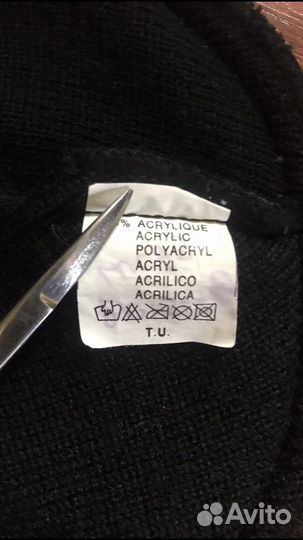 % ACRYLIQUE
ACRYLIC
POLYACRYL
ACRYL
ACRILICO
ACRILICA
T.U.
Avito